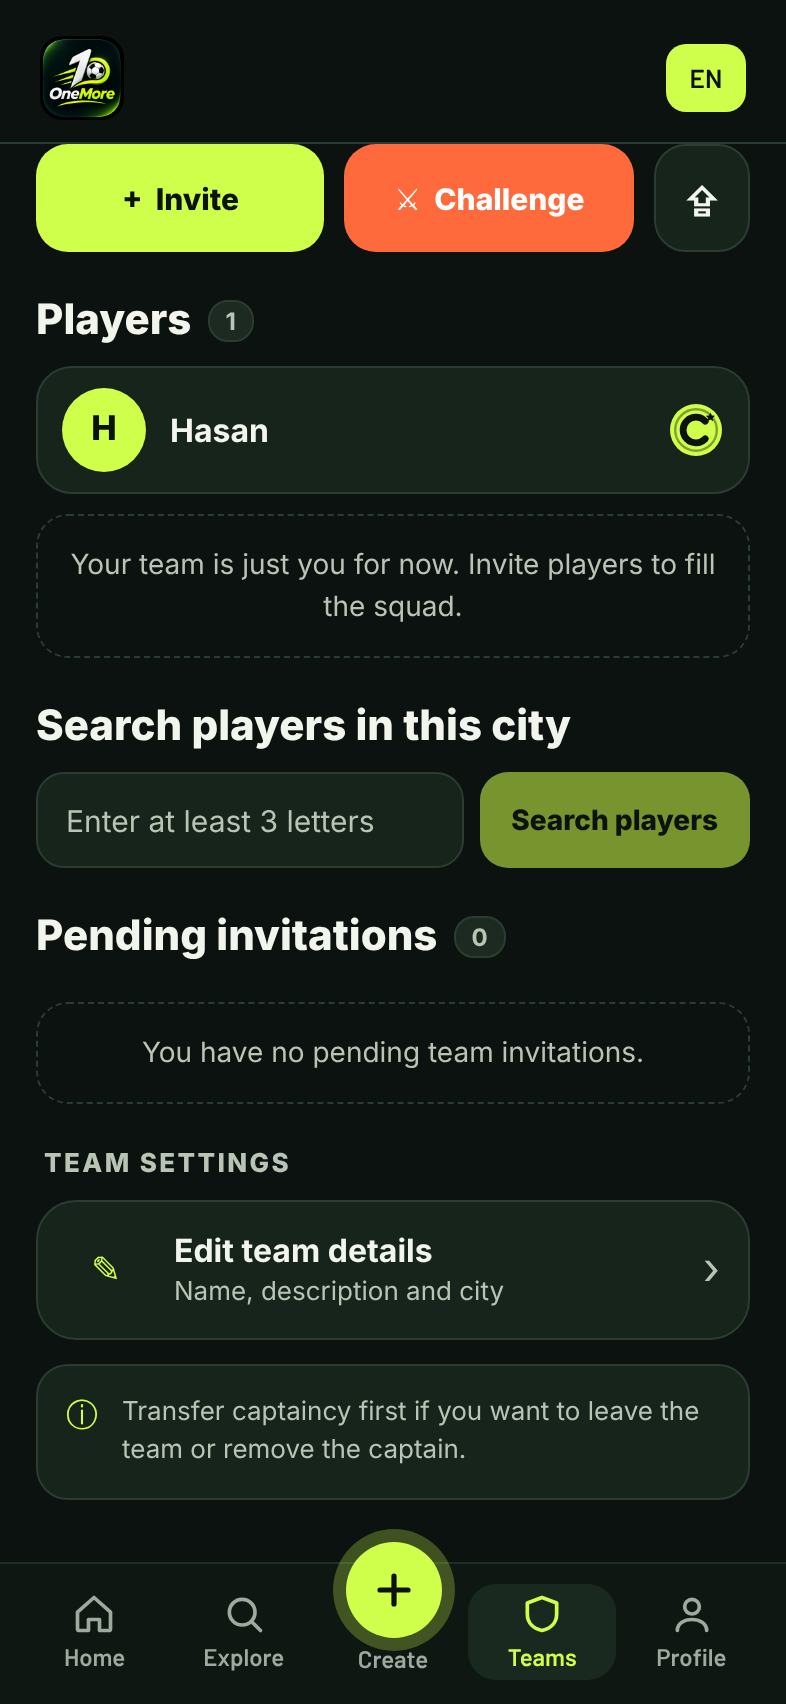 OneMore
EN
+ Invite
⚔ Challenge
Players 1
H Hasan
Your team is just you for now. Invite players to fill
the squad.
Search players in this city
Enter at least 3 letters
Search players
Pending invitations 0
You have no pending team invitations.
TEAM SETTINGS
Edit team details
Name, description and city
Transfer captaincy first if you want to leave the
team or remove the captain.
Home
Explore
Create
Teams
Profile